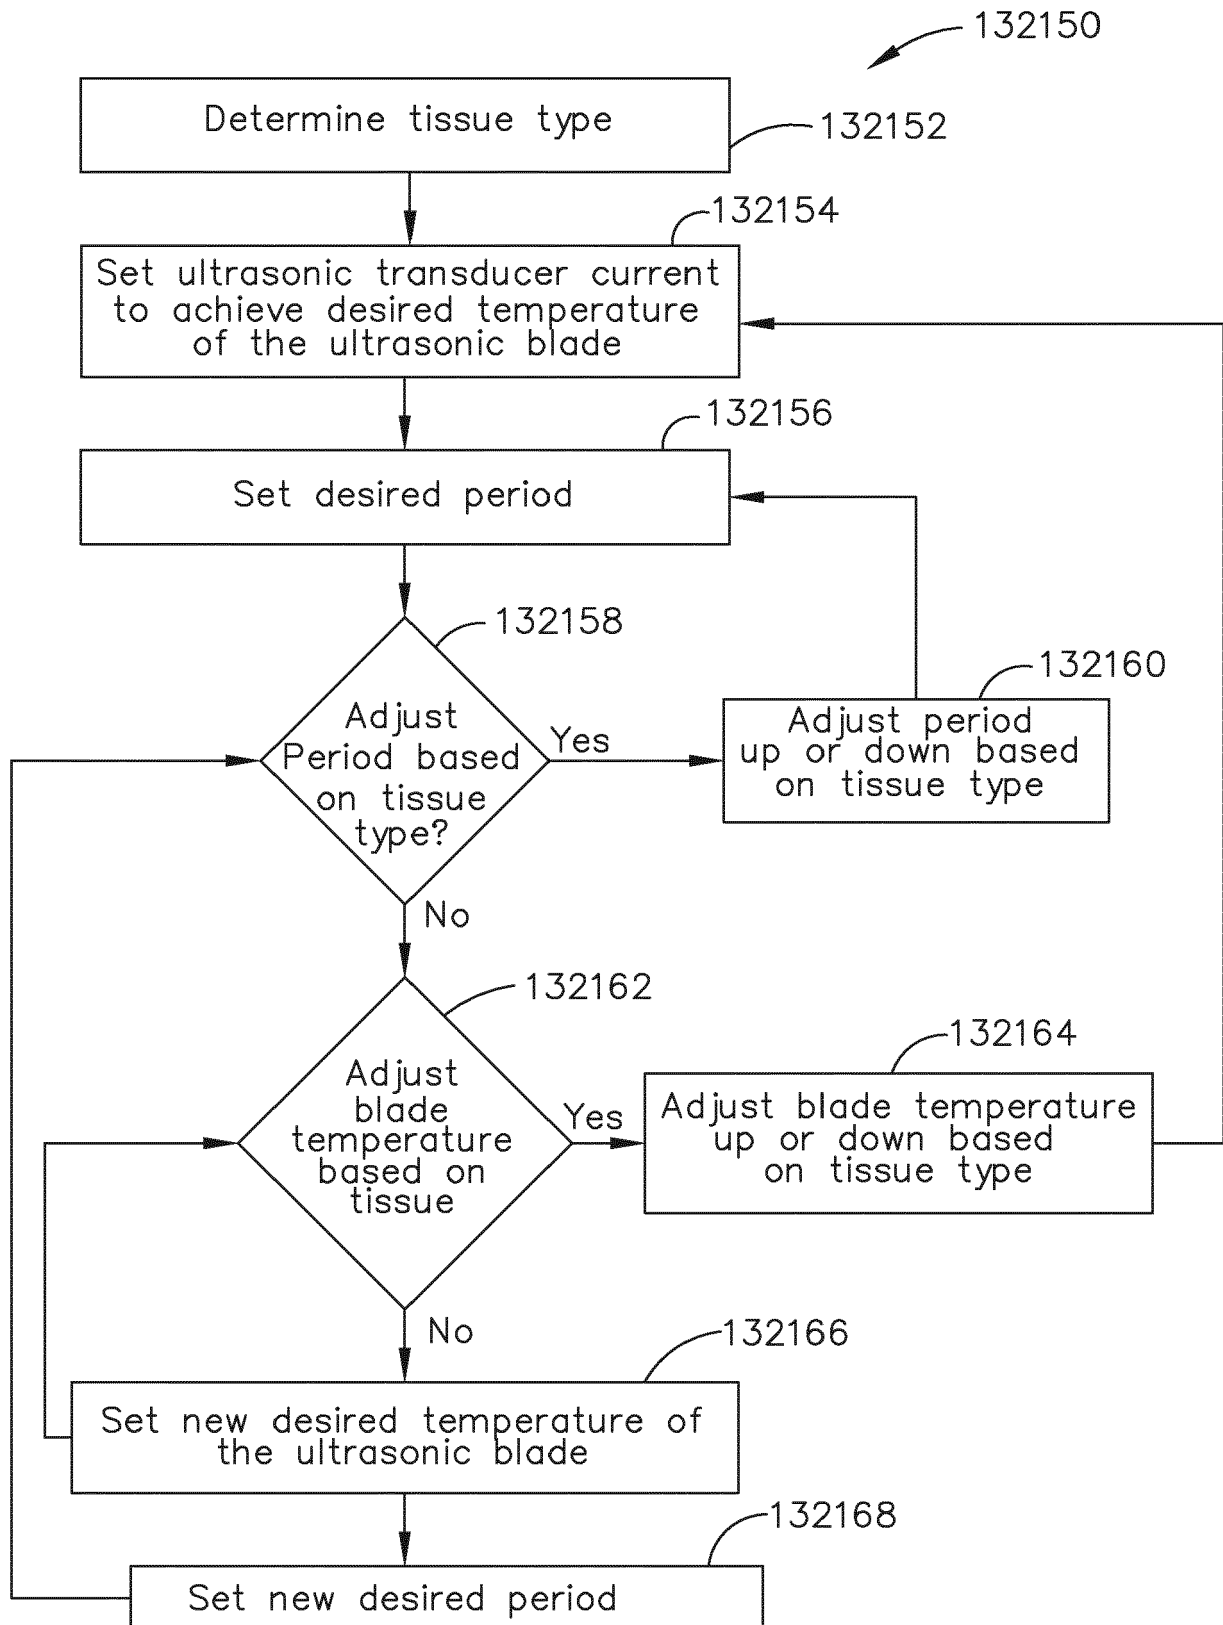 132150
Determine tissue type
132152
132154
Set ultrasonic transducer current
to achieve desired temperature
of the ultrasonic blade
132156
Set desired period
132158
132160
Adjust
Period based
on tissue
type?
Yes
Adjust period
up or down based
on tissue type
No
132162
132164
Adjust
blade
temperature
based on
tissue
Yes
Adjust blade temperature
up or down based
on tissue type
No
132166
Set new desired temperature of
the ultrasonic blade
132168
Set new desired period